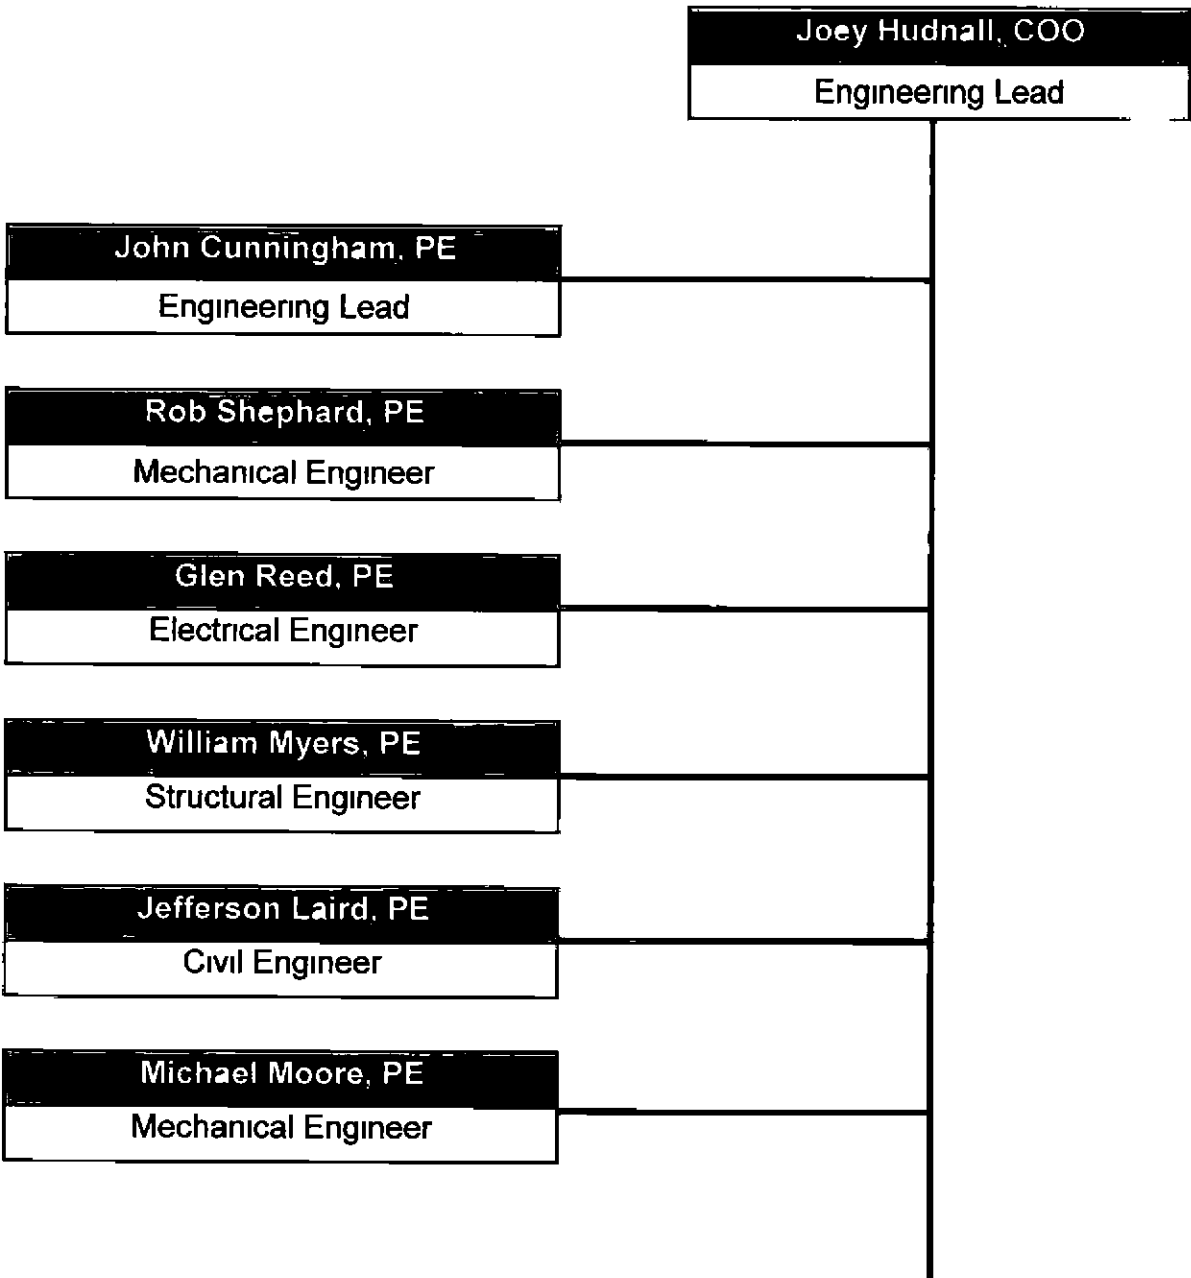 Joey Hudnall, COO
Engineering Lead
John Cunningham, PE
Engineering Lead
Rob Shephard, PE
Mechanical Engineer
Glen Reed, PE
Electrical Engineer
William Myers, PE
Structural Engineer
Jefferson Laird, PE
Civil Engineer
Michael Moore, PE
Mechanical Engineer